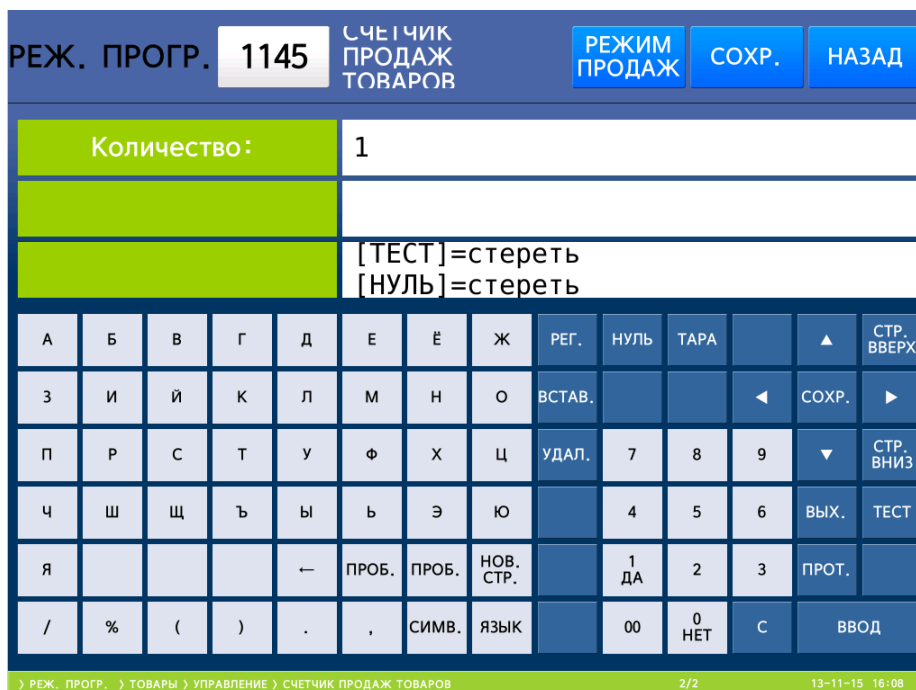 РЕЖ. ПРОГР. 1145 СЧЕТЧИК ПРОДАЖ ТОВАРОВ РЕЖИМ ПРОДАЖ СОХР. НАЗАД
Количество: 1
[ТЕСТ]=стереть
[НУЛЬ]=стереть
А Б В Г Д Е Ё Ж РЕГ. НУЛЬ ТАРА ▲ СТР. ВВЕРХ
З И Й К Л М Н О ВСТАВ. ◀ СОХР. ▶
П Р С Т У Ф Х Ц УДАЛ. 7 8 9 ▼ СТР. ВНИЗ
Ч Ш Щ Ъ Ы Ь Э Ю 4 5 6 ВЫХ. ТЕСТ
Я ← ПРОБ. ПРОБ. НОВ. СТР. 1 ДА 2 3 ПРОТ.
/ % ( ) . , СИМВ. ЯЗЫК 00 0 НЕТ С ВВОД
> РЕЖ. ПРОГР. > ТОВАРЫ > УПРАВЛЕНИЕ > СЧЕТЧИК ПРОДАЖ ТОВАРОВ 2/2 13-11-15 16:08